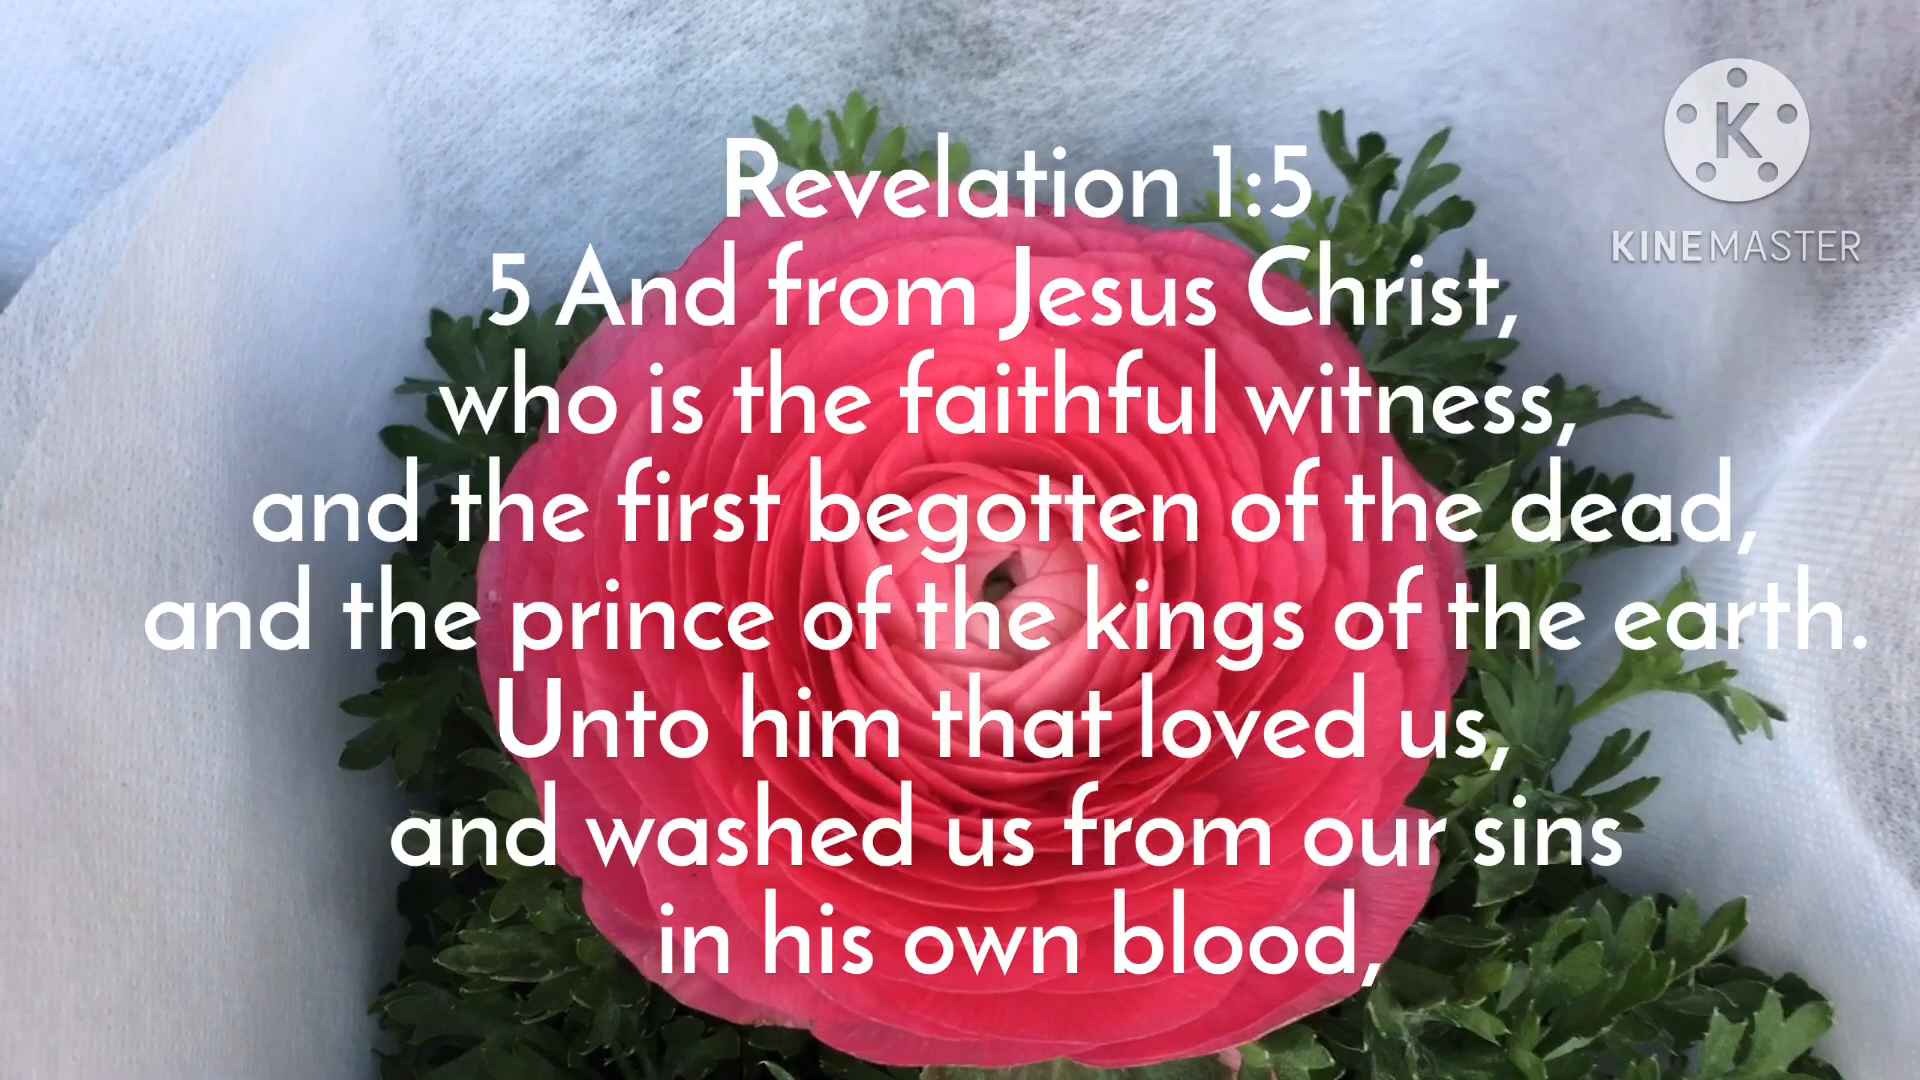 Revelation 1:5
5 And from Jesus Christ,
who is the faithful witness,
and the first begotten of the dead,
and the prince of the kings of the earth.
Unto him that loved us,
and washed us from our sins
in his own blood,
K
KINEMASTER